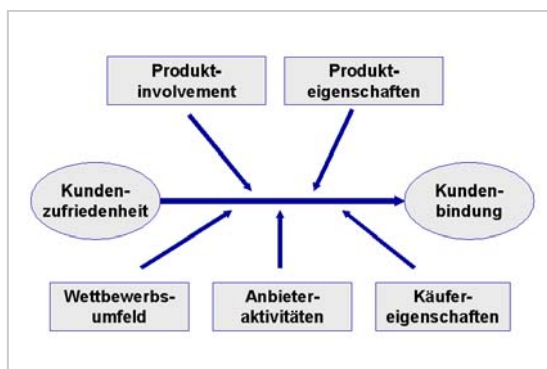 Produkt-
involvement
Produkt-
eigenschaften
Kunden-
zufriedenheit
Kunden-
bindung
Wettbewerbs-
umfeld
Anbieter-
aktivitäten
Käufer-
eigenschaften